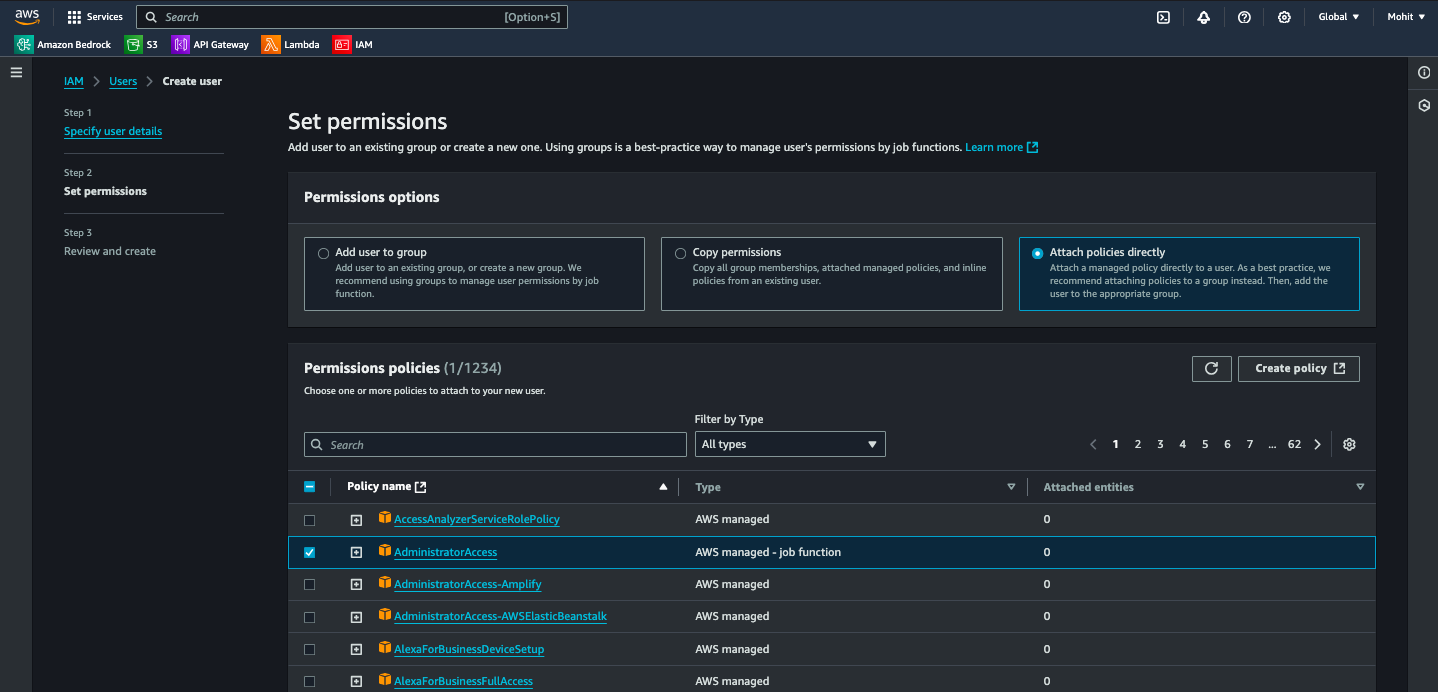 aws
Services
Search
[Option+S]
Global ▼
Mohit ▼
Amazon Bedrock
S3
API Gateway
Lambda
IAM
IAM > Users > Create user
Step 1
Specify user details
Step 2
Set permissions
Step 3
Review and create
Set permissions
Add user to an existing group or create a new one. Using groups is a best-practice way to manage user's permissions by job functions. Learn more
Permissions options
Add user to group
Add user to an existing group, or create a new group. We
recommend using groups to manage user permissions by job
function.
Copy permissions
Copy all group memberships, attached managed policies, and inline
policies from an existing user.
Attach policies directly
Attach a managed policy directly to a user. As a best practice, we
recommend attaching policies to a group instead. Then, add the
user to the appropriate group.
Permissions policies (1/1234)
Choose one or more policies to attach to your new user.
Create policy
Filter by Type
Search
All types
1 2 3 4 5 6 7 ... 62
Policy name
Type
Attached entities
AccessAnalyzerServiceRolePolicy AWS managed 0
AdministratorAccess AWS managed - job function 0
AdministratorAccess-Amplify AWS managed 0
AdministratorAccess-AWSElasticBeanstalk AWS managed 0
AlexaForBusinessDeviceSetup AWS managed 0
AlexaForBusinessFullAccess AWS managed 0